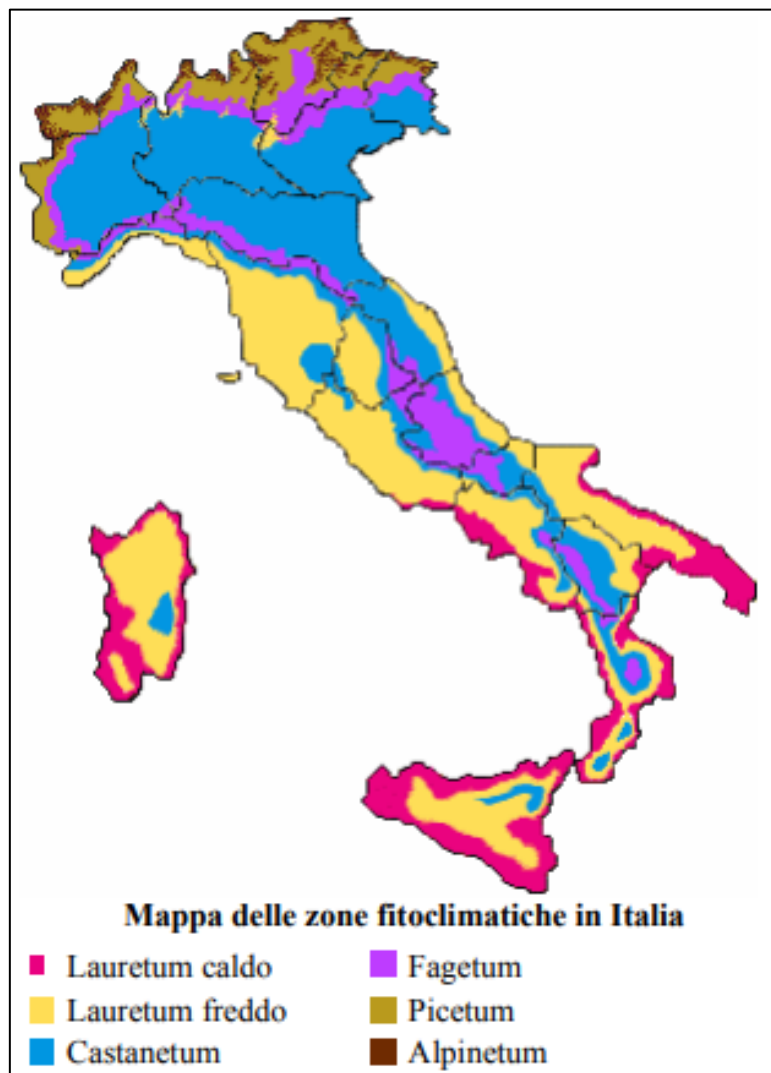 Mappa delle zone fitoclimatiche in Italia
Lauretum caldo
Fagetum
Lauretum freddo
Picetum
Castanetum
Alpinetum